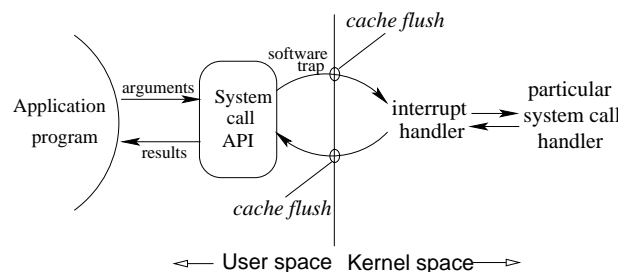 cache flush
software
trap
arguments
Application
program
System
call
API
results
interrupt
handler
particular
system call
handler
cache flush
User space
Kernel space